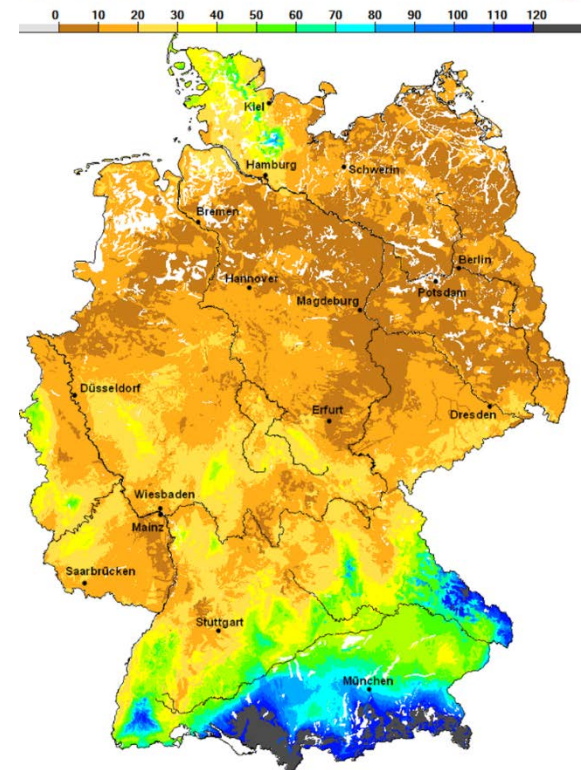 0 10 20 30 40 50 60 70 80 90 100 110 120
Kiel
Hamburg
Schwerin
Bremen
Berlin
Hannover
Potsdam
Magdeburg
Düsseldorf
Erfurt
Dresden
Wiesbaden
Mainz
Saarbrücken
Stuttgart
München